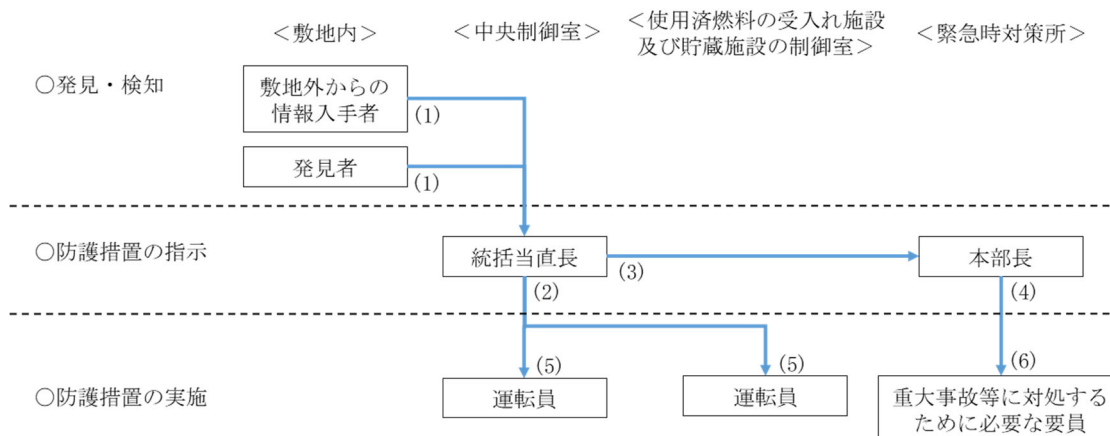 ＜敷地内＞
＜中央制御室＞
＜使用済燃料の受入れ施設
及び貯蔵施設の制御室＞
＜緊急時対策所＞
○発見・検知
敷地外からの
情報入手者
(1)
発見者
(1)
○防護措置の指示
統括当直長
(3)
本部長
(2)
(4)
○防護措置の実施
(5)
(5)
(6)
運転員
運転員
重大事故等に対処する
ために必要な要員